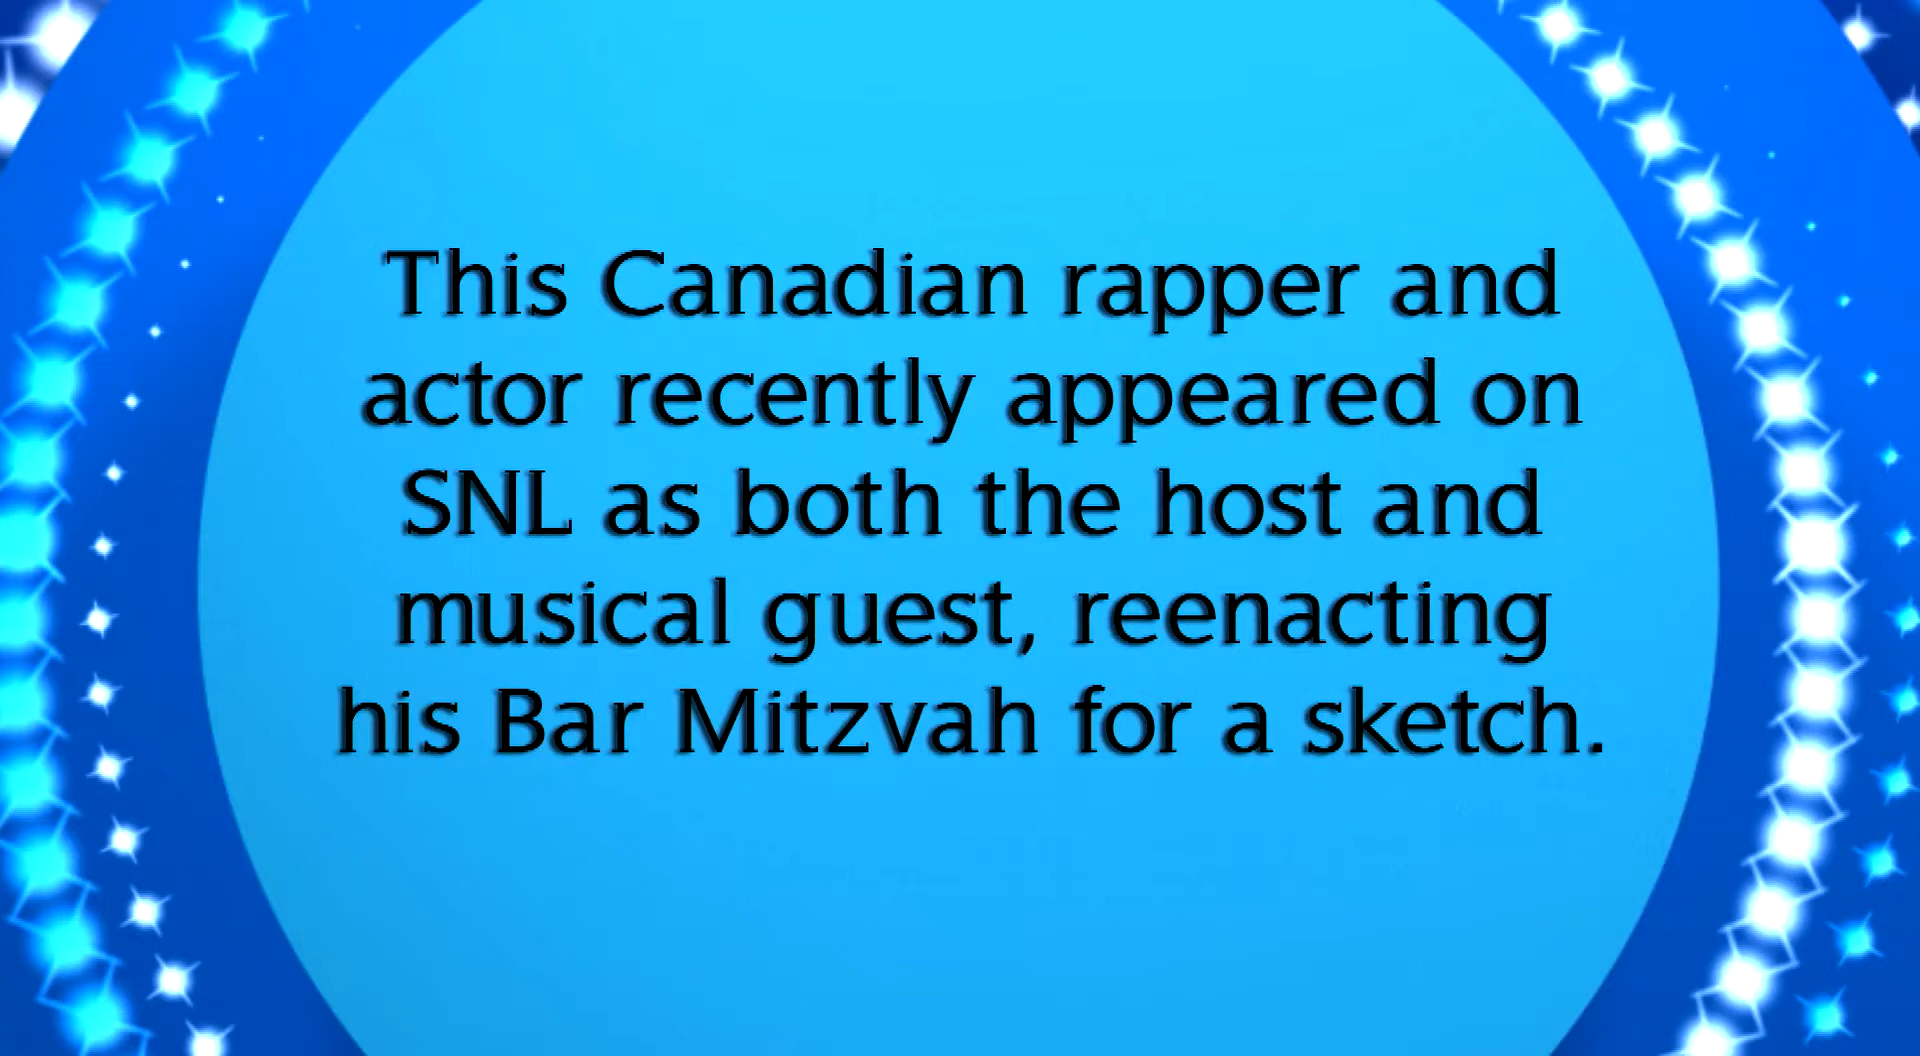 This Canadian rapper and
actor recently appeared on
SNL as both the host and
musical guest, reenacting
his Bar Mitzvah for a sketch.